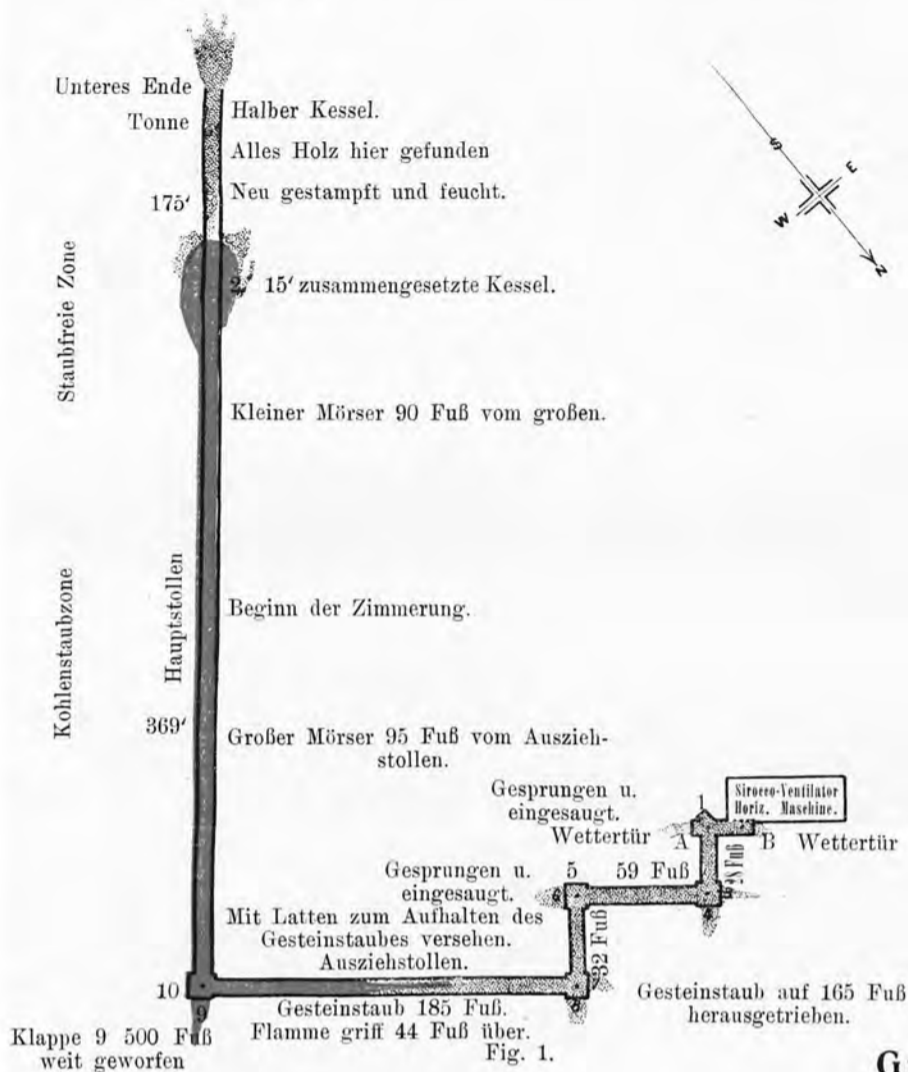 Unteres Ende
Tonne
Halber Kessel.
Alles Holz hier gefunden
Neu gestampft und feucht.
175′
S
E
W
N
Staubfreie Zone
2, 15′ zusammengesetzte Kessel.
Kleiner Mörser 90 Fuß vom großen.
Kohlenstaubzone
Hauptstollen
Beginn der Zimmerung.
369′
Großer Mörser 95 Fuß vom Auszieh-
stollen.
Gesprungen u.
eingesaugt.
Wettertür
A
1
Sirocco-Ventilator
Horiz. Maschine.
B
Wettertür
28 Fuß
Gesprungen u.
eingesaugt.
5
59 Fuß
6
4
Mit Latten zum Aufhalten des
Gesteinstaubes versehen.
Ausziehstollen.
32 Fuß
10
9
8
Gesteinstaub 185 Fuß.
Flamme griff 44 Fuß über.
Gesteinstaub auf 165 Fuß
herausgetrieben.
Klappe 9 500 Fuß
weit geworfen
Fig. 1.
G